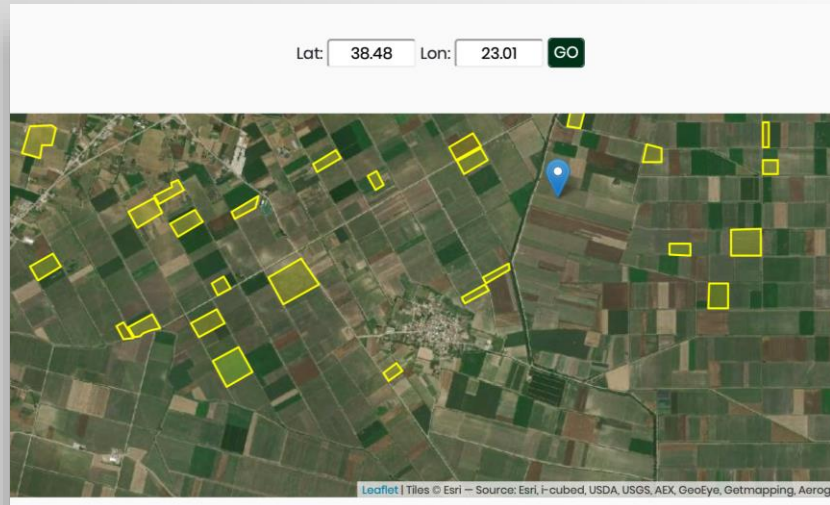 Lat: 38.48 Lon: 23.01 GO
Leaflet | Tiles © Esri — Source: Esri, i-cubed, USDA, USGS, AEX, GeoEye, Getmapping, Aerog